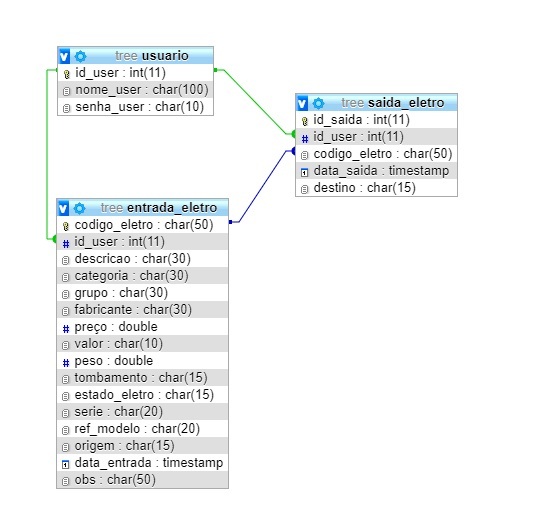 tree usuario
id_user : int(11)
nome_user : char(100)
senha_user : char(10)
tree saida_eletro
id_saida : int(11)
id_user : int(11)
codigo_eletro : char(50)
data_saida : timestamp
destino : char(15)
tree entrada_eletro
codigo_eletro : char(50)
id_user : int(11)
descricao : char(30)
categoria : char(30)
grupo : char(30)
fabricante : char(30)
preço : double
valor : char(10)
peso : double
tombamento : char(15)
estado_eletro : char(15)
serie : char(20)
ref_modelo : char(20)
origem : char(15)
data_entrada : timestamp
obs : char(50)